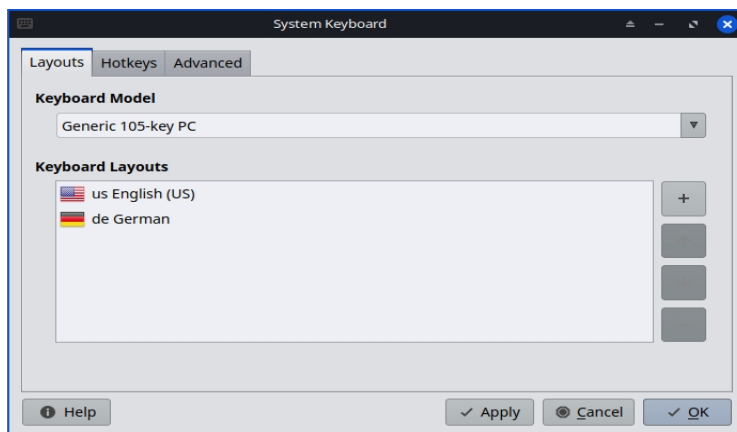 System Keyboard
Layouts Hotkeys Advanced
Keyboard Model
Generic 105-key PC
Keyboard Layouts
us English (US)
+
de German
Help Apply Cancel OK